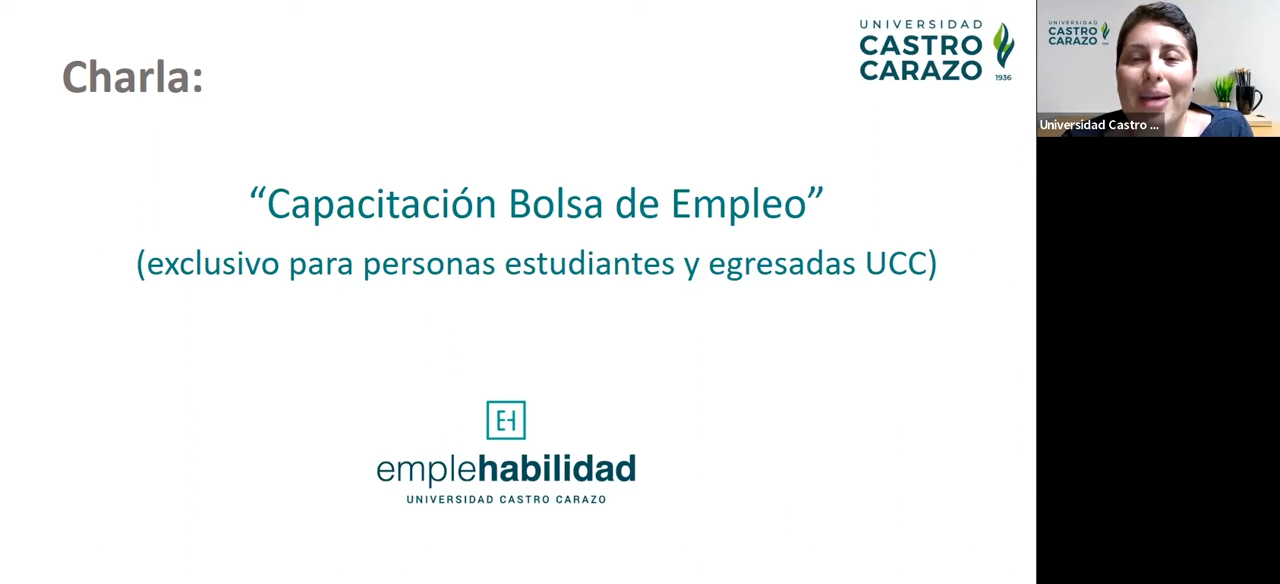 Charla:
UNIVERSIDAD
CASTRO
CARAZO
1936
“Capacitación Bolsa de Empleo”
(exclusivo para personas estudiantes y egresadas UCC)
EH
emplehabilidad
UNIVERSIDAD CASTRO CARAZO
UNIVERSIDAD
CASTRO
CARAZO
Universidad Castro ...